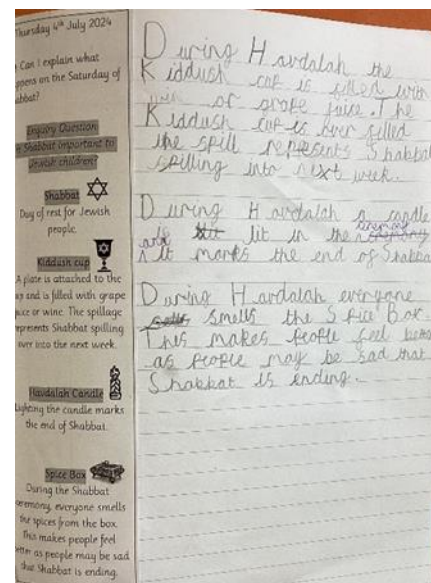 Thursday 4th July 2024
Can I explain what
happens on the Saturday of
Shabbat?
Enquiry Question
Is Shabbat important to
Jewish children?
Shabbat
Day of rest for Jewish
people.
Kiddush cup
A plate is attached to the
cup and is filled with grape
juice or wine. The spillage
represents Shabbat spilling
over into the next week.
Havdalah Candle
Lighting the candle marks
the end of Shabbat.
Spice Box
During the Shabbat
ceremony, everyone smells
the spices from the box.
This makes people feel
better as people may be sad
that Shabbat is ending.
During Havdalah the
Kiddush cup is filled with
or grape juice. The
Kiddush cup is over filled
the spill represents Shabbat
spilling into next week.
During Havdalah a candle
is lit in the
and it marks the end of Shabbat
During Havdalah everyone
smells the Spice Box.
This makes people feel better
as people may be sad that
Shabbat is ending.